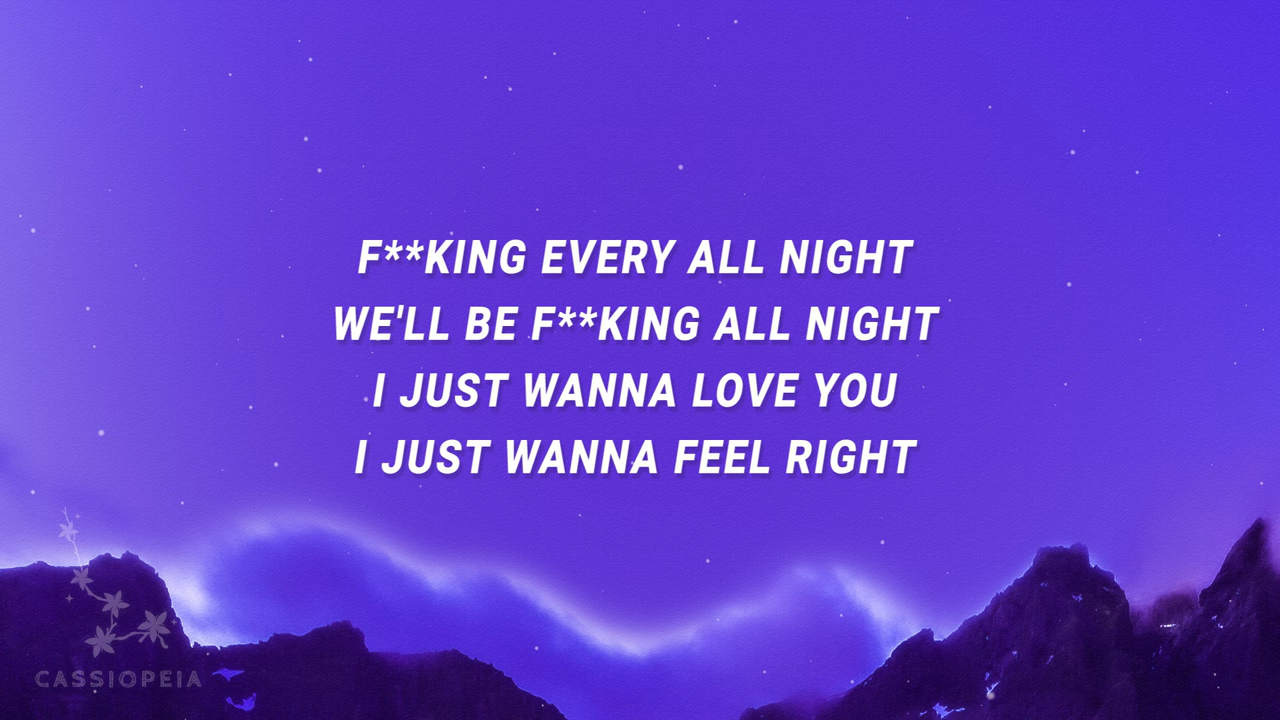 F**KING EVERY ALL NIGHT
WE'LL BE F**KING ALL NIGHT
I JUST WANNA LOVE YOU
I JUST WANNA FEEL RIGHT
CASSIOPEIA